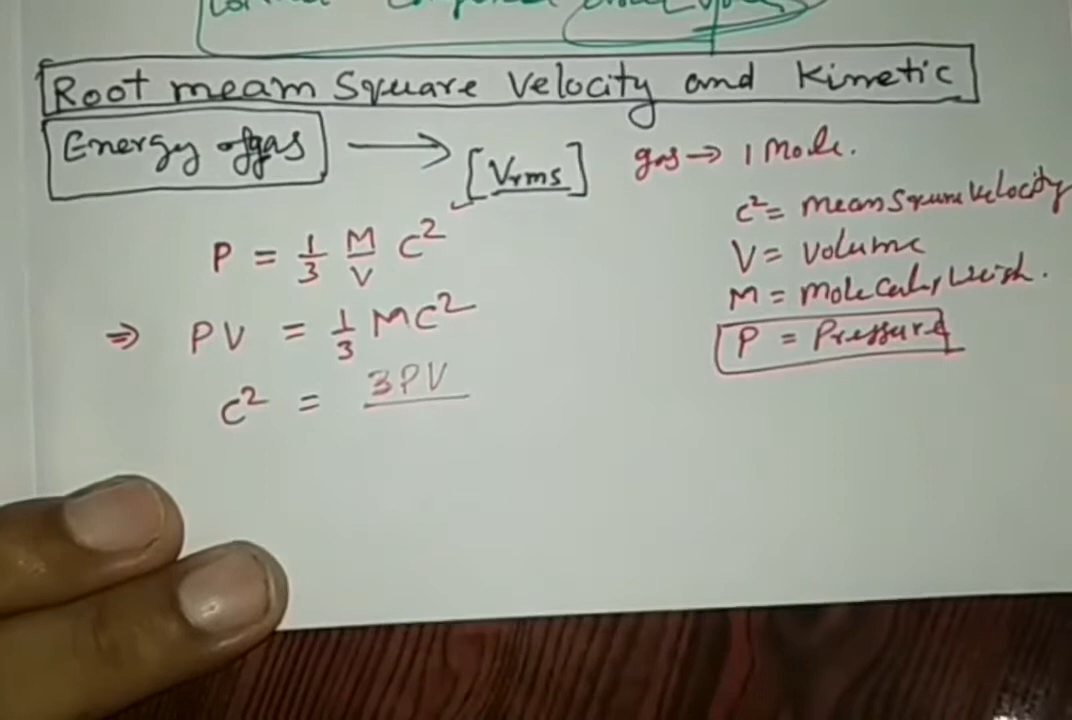 Root meam Square Velocity and Kinetic
Energy of gas → [Vrms] gas → 1 Mole.
P = 1/3 M/V C²
c² = mean Square Velocity
V = Volume
⇒ PV = 1/3 MC²
M = Molecular
P = Pressure
C² = 3PV